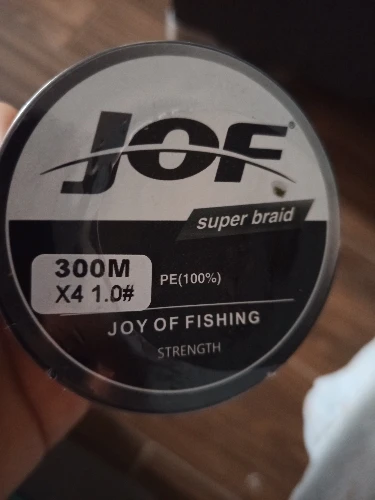 JOF®
super braid
300M
X4 1.0#
PE(100%)
JOY OF FISHING
STRENGTH